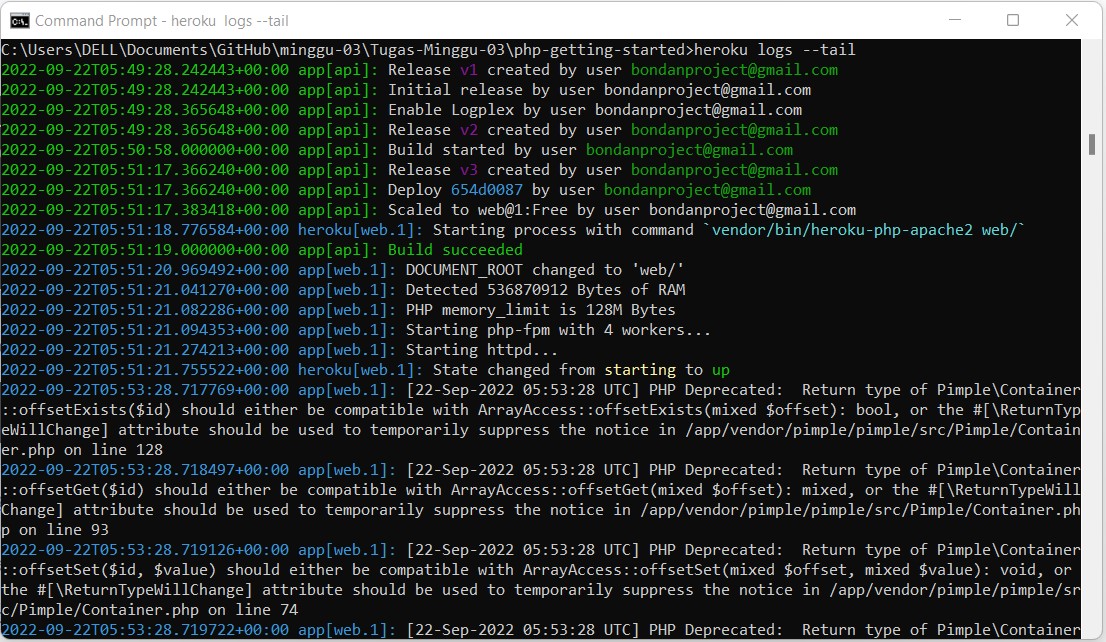 Command Prompt - heroku  logs --tail
C:\Users\DELL\Documents\GitHub\minggu-03\Tugas-Minggu-03\php-getting-started>heroku logs --tail
2022-09-22T05:49:28.242443+00:00 app[api]: Release v1 created by user bondanproject@gmail.com
2022-09-22T05:49:28.242443+00:00 app[api]: Initial release by user bondanproject@gmail.com
2022-09-22T05:49:28.365648+00:00 app[api]: Enable Logplex by user bondanproject@gmail.com
2022-09-22T05:49:28.365648+00:00 app[api]: Release v2 created by user bondanproject@gmail.com
2022-09-22T05:50:58.000000+00:00 app[api]: Build started by user bondanproject@gmail.com
2022-09-22T05:51:17.366240+00:00 app[api]: Release v3 created by user bondanproject@gmail.com
2022-09-22T05:51:17.366240+00:00 app[api]: Deploy 654d0087 by user bondanproject@gmail.com
2022-09-22T05:51:17.383418+00:00 app[api]: Scaled to web@1:Free by user bondanproject@gmail.com
2022-09-22T05:51:18.776584+00:00 heroku[web.1]: Starting process with command `vendor/bin/heroku-php-apache2 web/`
2022-09-22T05:51:19.000000+00:00 app[api]: Build succeeded
2022-09-22T05:51:20.969492+00:00 app[web.1]: DOCUMENT_ROOT changed to 'web/'
2022-09-22T05:51:21.041270+00:00 app[web.1]: Detected 536870912 Bytes of RAM
2022-09-22T05:51:21.082286+00:00 app[web.1]: PHP memory_limit is 128M Bytes
2022-09-22T05:51:21.094353+00:00 app[web.1]: Starting php-fpm with 4 workers...
2022-09-22T05:51:21.274213+00:00 app[web.1]: Starting httpd...
2022-09-22T05:51:21.755522+00:00 heroku[web.1]: State changed from starting to up
2022-09-22T05:53:28.717769+00:00 app[web.1]: [22-Sep-2022 05:53:28 UTC] PHP Deprecated:  Return type of Pimple\Container
::offsetExists($id) should either be compatible with ArrayAccess::offsetExists(mixed $offset): bool, or the #[\ReturnTyp
eWillChange] attribute should be used to temporarily suppress the notice in /app/vendor/pimple/pimple/src/Pimple/Contain
er.php on line 128
2022-09-22T05:53:28.718497+00:00 app[web.1]: [22-Sep-2022 05:53:28 UTC] PHP Deprecated:  Return type of Pimple\Container
::offsetGet($id) should either be compatible with ArrayAccess::offsetGet(mixed $offset): mixed, or the #[\ReturnTypeWill
Change] attribute should be used to temporarily suppress the notice in /app/vendor/pimple/pimple/src/Pimple/Container.ph
p on line 93
2022-09-22T05:53:28.719126+00:00 app[web.1]: [22-Sep-2022 05:53:28 UTC] PHP Deprecated:  Return type of Pimple\Container
::offsetSet($id, $value) should either be compatible with ArrayAccess::offsetSet(mixed $offset, mixed $value): void, or
the #[\ReturnTypeWillChange] attribute should be used to temporarily suppress the notice in /app/vendor/pimple/pimple/sr
c/Pimple/Container.php on line 74
2022-09-22T05:53:28.719722+00:00 app[web.1]: [22-Sep-2022 05:53:28 UTC] PHP Deprecated:  Return type of Pimple\Container